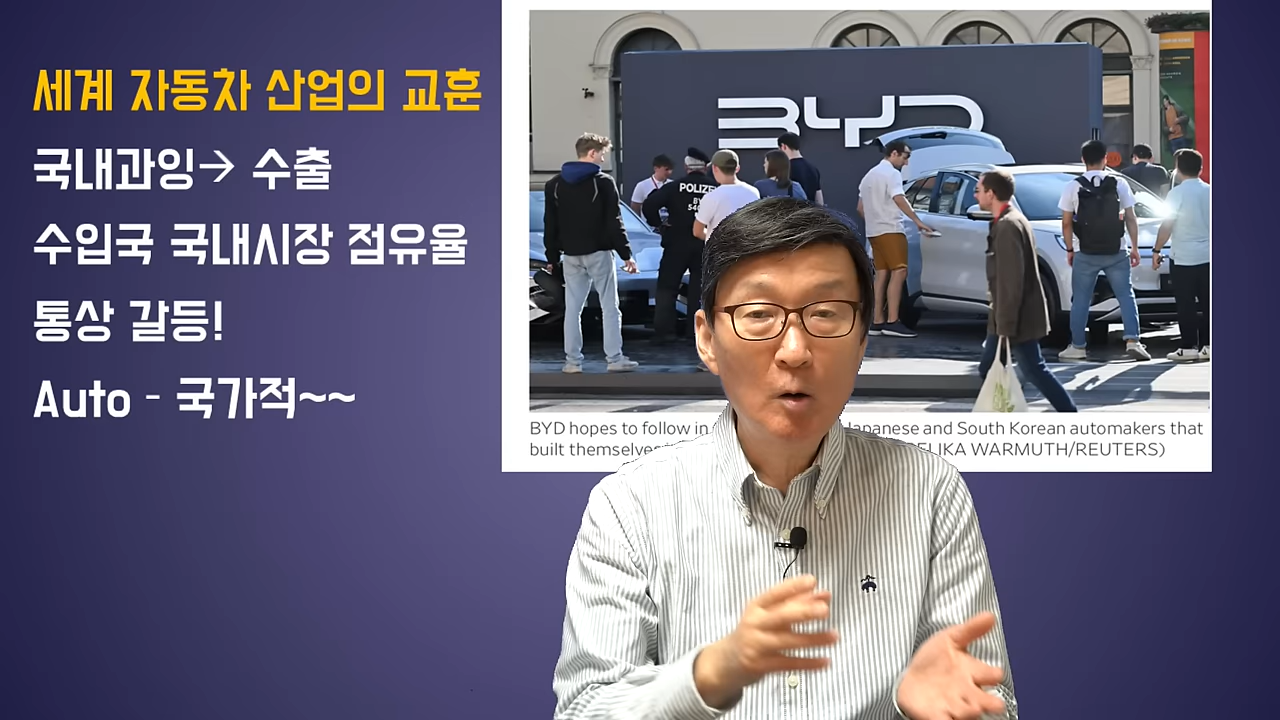 세계 자동차 산업의 교훈
국내과잉→ 수출
수입국 국내시장 점유율
통상 갈등!
Auto - 국가적~~
BYD
POLIZEI
BYD hopes to follow in Japanese and South Korean automakers that
built themselves WARMUTH/REUTERS)